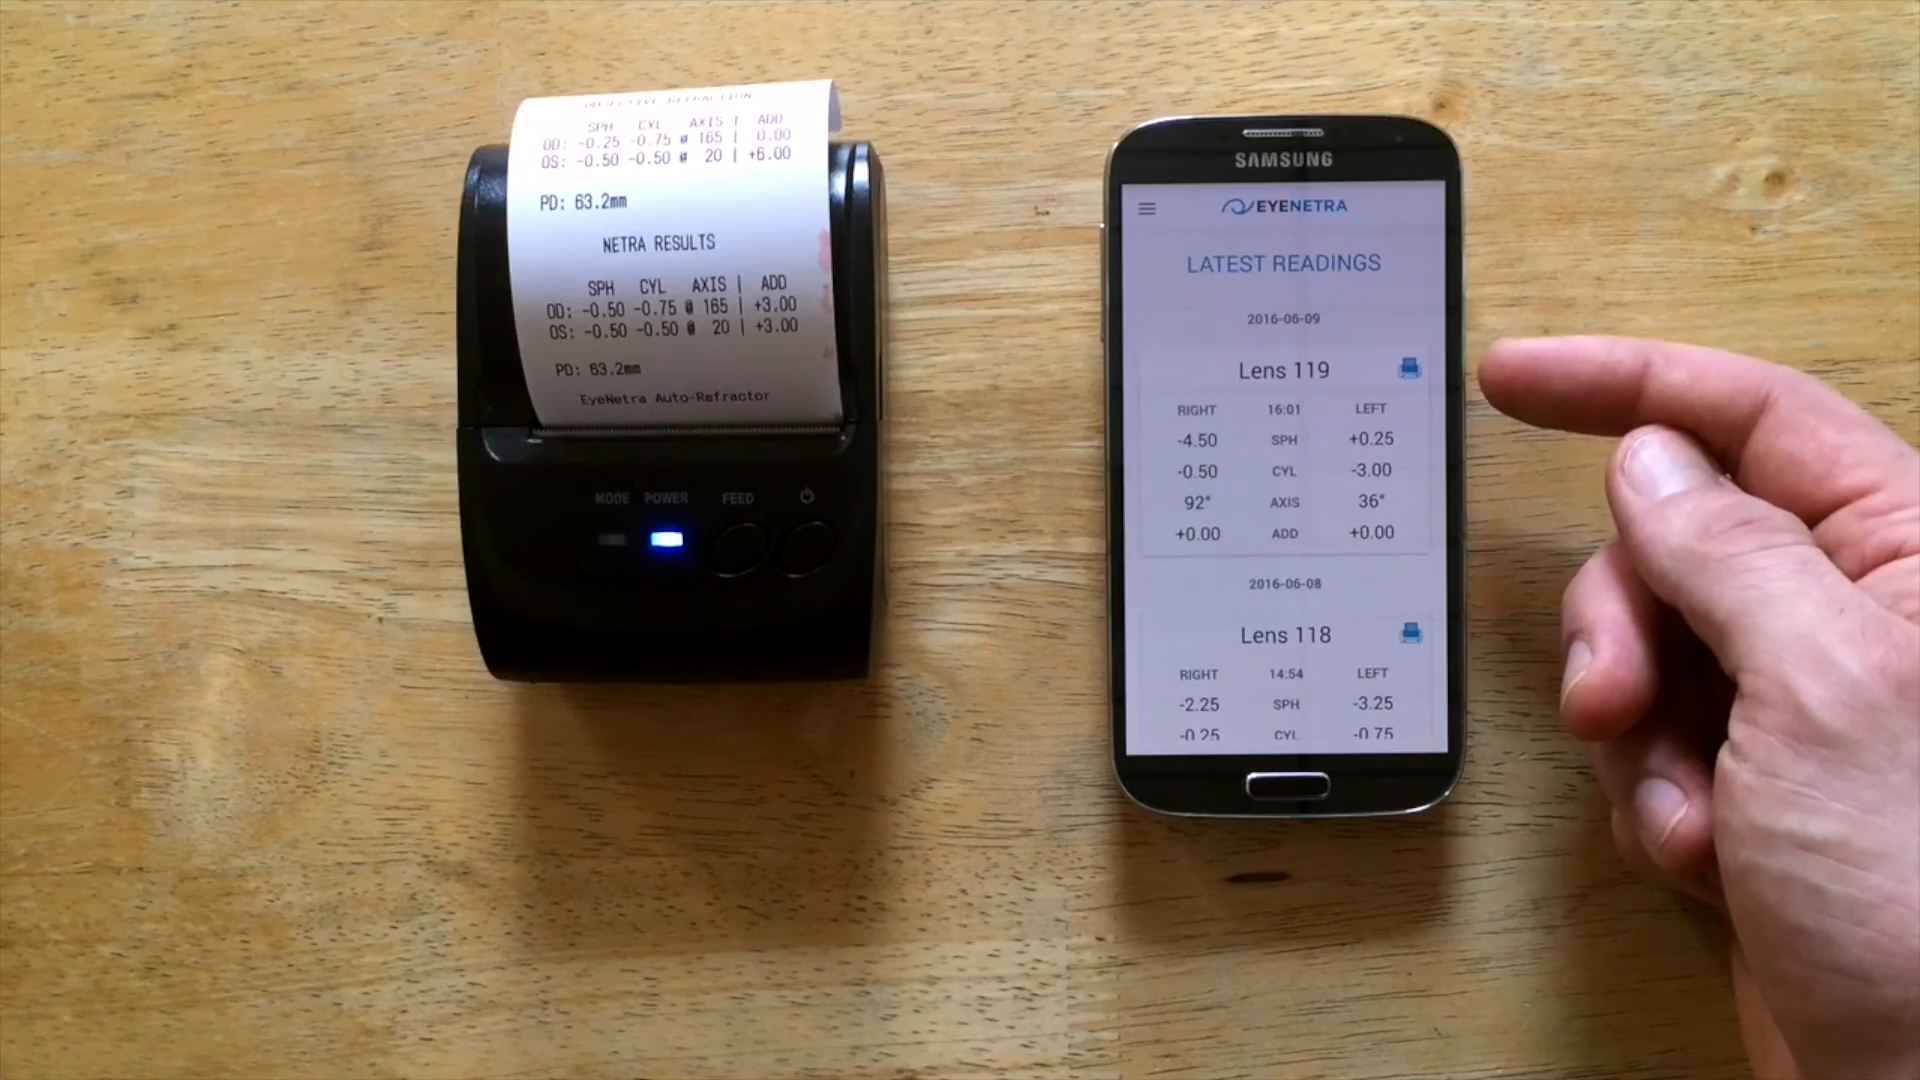 SUBJECTIVE REFRACTION
SPH CYL AXIS | ADD
OD: -0.25 -0.75 @ 165 | 0.00
OS: -0.50 -0.50 @ 20 | +6.00
PD: 63.2mm
NETRA RESULTS
SPH CYL AXIS | ADD
OD: -0.50 -0.75 @ 165 | +3.00
OS: -0.50 -0.50 @ 20 | +3.00
PD: 63.2mm
EyeNetra Auto-Refractor
MODE POWER FEED
SAMSUNG
EYENETRA
LATEST READINGS
2016-06-09
Lens 119
RIGHT 16:01 LEFT
-4.50 SPH +0.25
-0.50 CYL -3.00
92° AXIS 36°
+0.00 ADD +0.00
2016-06-08
Lens 118
RIGHT 14:54 LEFT
-2.25 SPH -3.25
-0.25 CYL -0.75